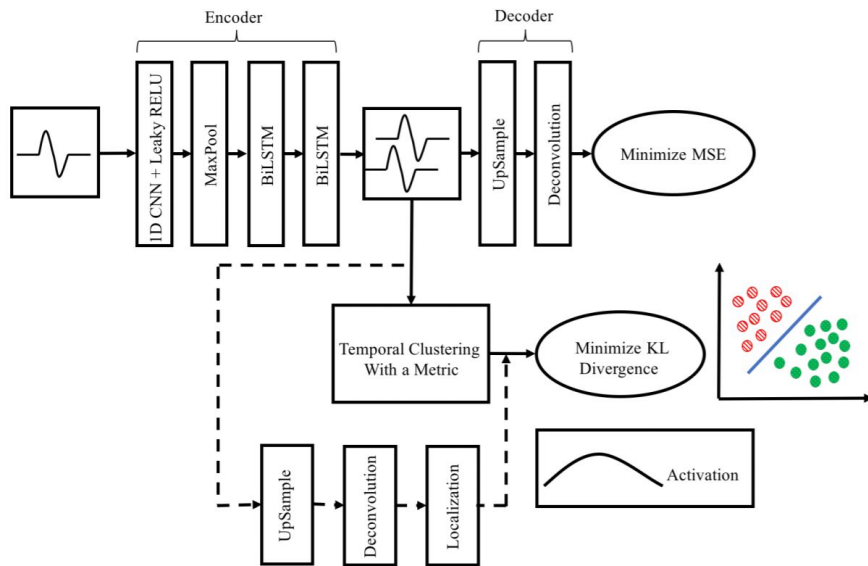 Encoder
Decoder
1D CNN + Leaky RELU
MaxPool
BiLSTM
BiLSTM
UpSample
Deconvolution
Minimize MSE
Temporal Clustering
With a Metric
Minimize KL
Divergence
UpSample
Deconvolution
Localization
Activation